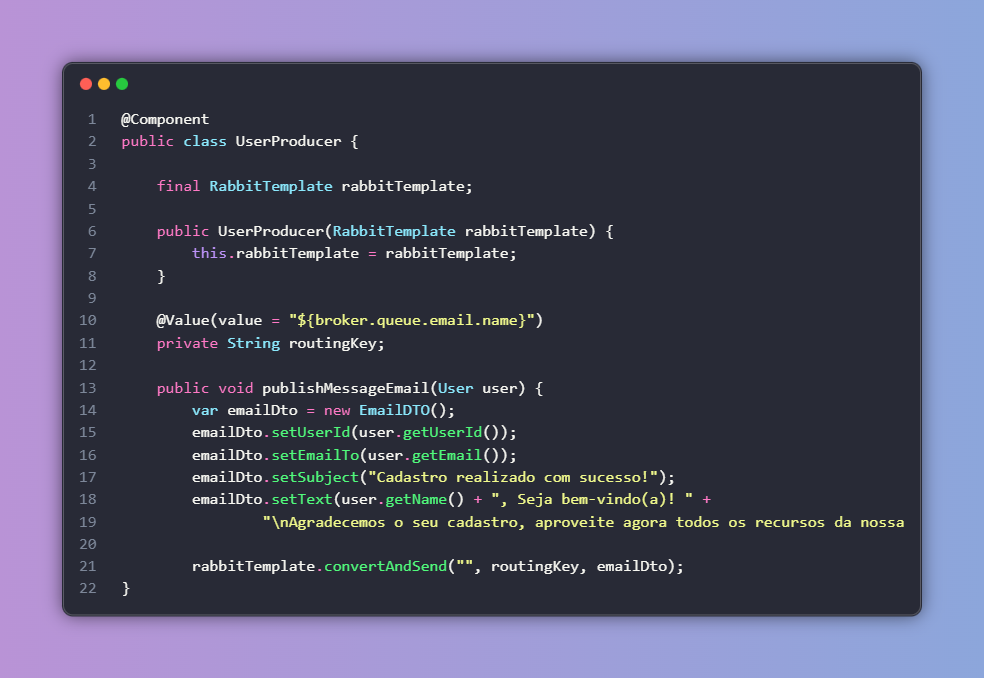 1 @Component
2 public class UserProducer {
3
4     final RabbitTemplate rabbitTemplate;
5
6     public UserProducer(RabbitTemplate rabbitTemplate) {
7         this.rabbitTemplate = rabbitTemplate;
8     }
9
10     @Value(value = "${broker.queue.email.name}")
11     private String routingKey;
12
13     public void publishMessageEmail(User user) {
14         var emailDto = new EmailDTO();
15         emailDto.setUserId(user.getUserId());
16         emailDto.setEmailTo(user.getEmail());
17         emailDto.setSubject("Cadastro realizado com sucesso!");
18         emailDto.setText(user.getName() + ", Seja bem-vindo(a)! " +
19                 "\nAgradecemos o seu cadastro, aproveite agora todos os recursos da nossa
20
21         rabbitTemplate.convertAndSend("", routingKey, emailDto);
22 }